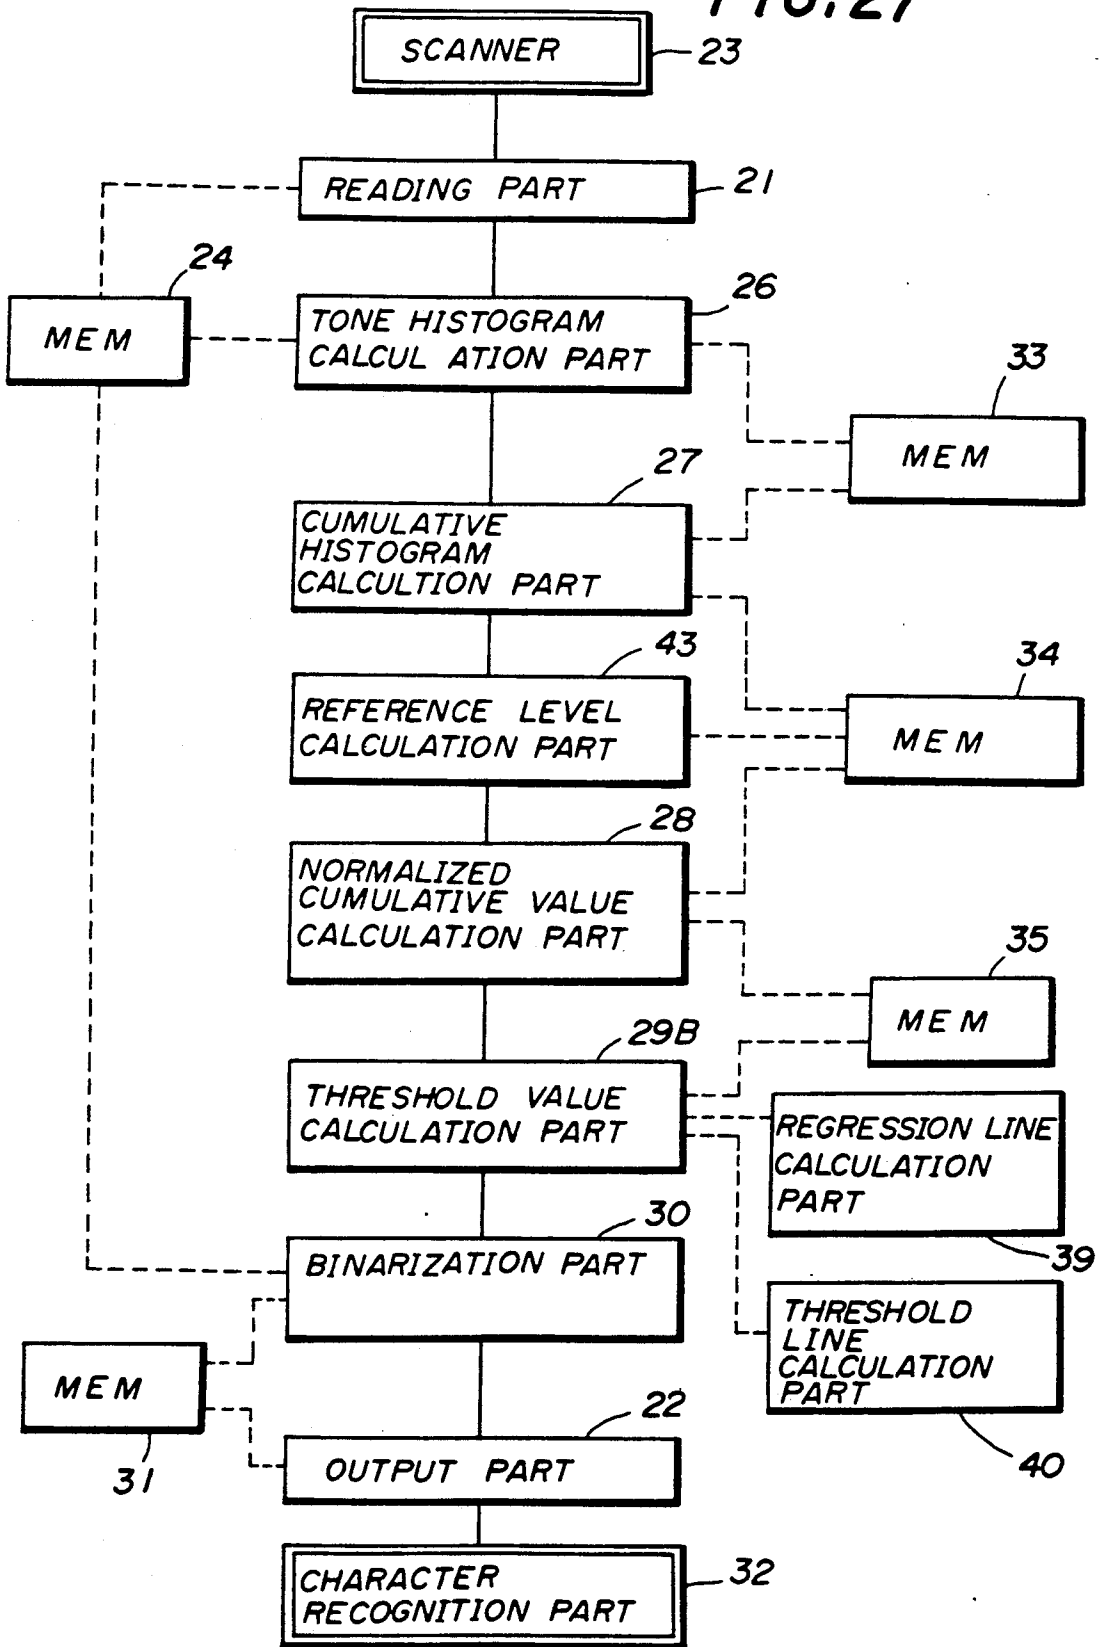 FIG. 27
SCANNER
23
READING PART
21
24
MEM
26
TONE HISTOGRAM
CALCUL ATION PART
33
MEM
27
CUMULATIVE
HISTOGRAM
CALCULTION PART
43
REFERENCE LEVEL
CALCULATION PART
34
MEM
28
NORMALIZED
CUMULATIVE VALUE
CALCULATION PART
35
MEM
29B
THRESHOLD VALUE
CALCULATION PART
REGRESSION LINE
CALCULATION
PART
39
30
BINARIZATION PART
THRESHOLD
LINE
CALCULATION
PART
40
MEM
31
22
OUTPUT PART
CHARACTER
RECOGNITION PART
32